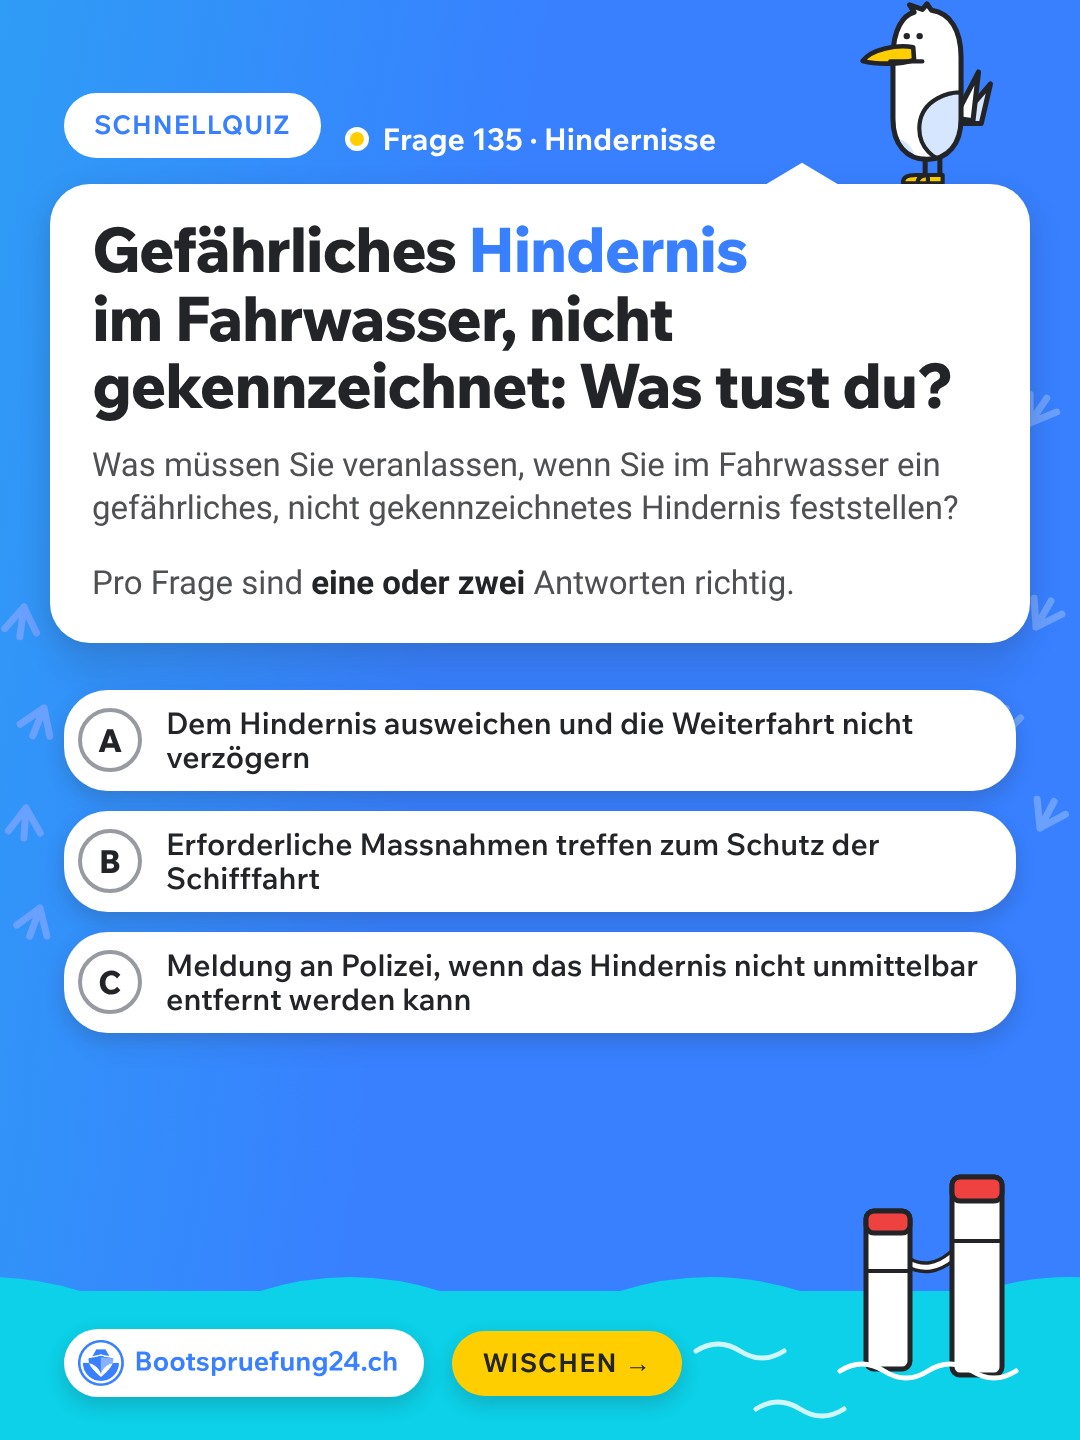 SCHNELLQUIZ
Frage 135 · Hindernisse
Gefährliches Hindernis
im Fahrwasser, nicht
gekennzeichnet: Was tust du?
Was müssen Sie veranlassen, wenn Sie im Fahrwasser ein
gefährliches, nicht gekennzeichnetes Hindernis feststellen?
Pro Frage sind eine oder zwei Antworten richtig.
A
Dem Hindernis ausweichen und die Weiterfahrt nicht
verzögern
B
Erforderliche Massnahmen treffen zum Schutz der
Schifffahrt
C
Meldung an Polizei, wenn das Hindernis nicht unmittelbar
entfernt werden kann
Bootspruefung24.ch
WISCHEN →